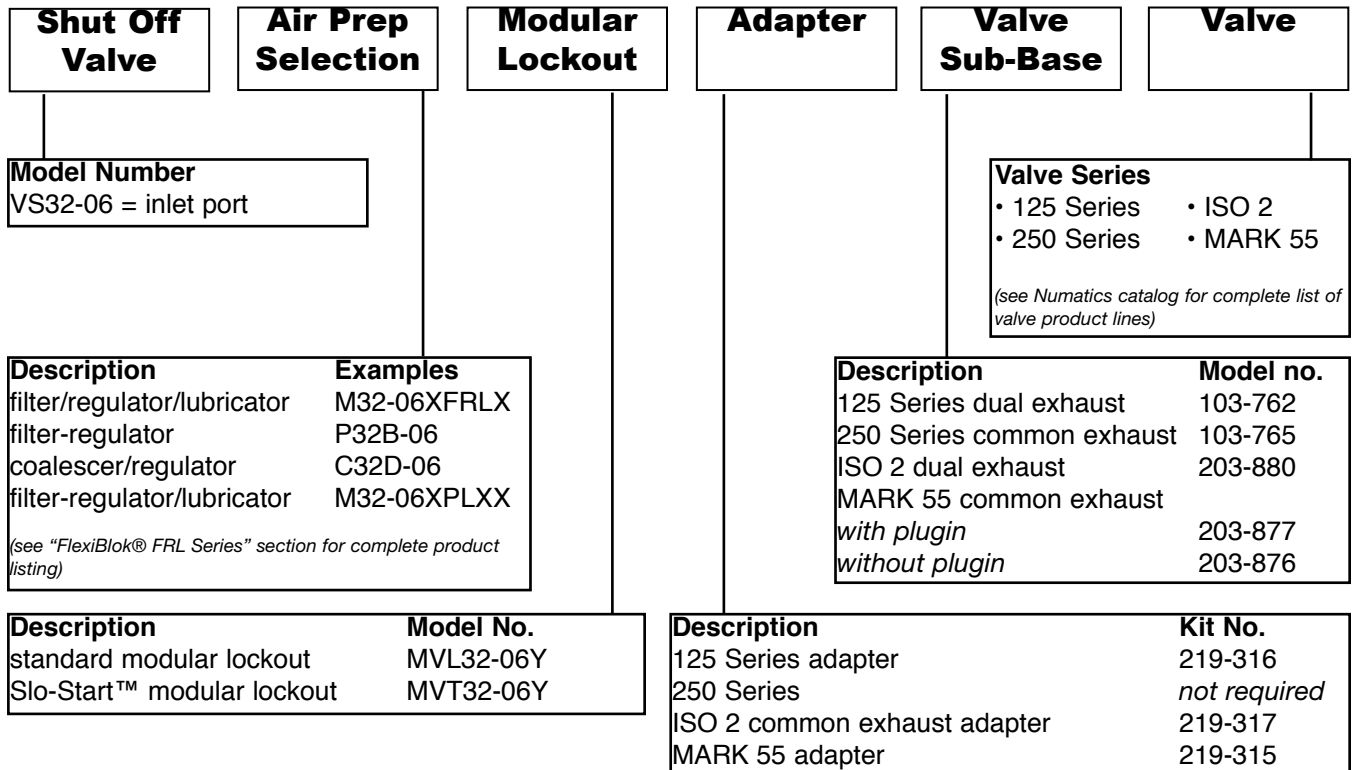 Shut Off
Valve
Air Prep
Selection
Modular
Lockout
Adapter
Valve
Sub-Base
Valve
Model Number
VS32-06 = inlet port
Valve Series
• 125 Series • ISO 2
• 250 Series • MARK 55
(see Numatics catalog for complete list of
valve product lines)
Description Examples
filter/regulator/lubricator M32-06XFRLX
filter-regulator P32B-06
coalescer/regulator C32D-06
filter-regulator/lubricator M32-06XPLXX
(see “FlexiBlok® FRL Series” section for complete product
listing)
Description Model no.
125 Series dual exhaust 103-762
250 Series common exhaust 103-765
ISO 2 dual exhaust 203-880
MARK 55 common exhaust
with plugin 203-877
without plugin 203-876
Description Model No.
standard modular lockout MVL32-06Y
Slo-Start™ modular lockout MVT32-06Y
Description Kit No.
125 Series adapter 219-316
250 Series not required
ISO 2 common exhaust adapter 219-317
MARK 55 adapter 219-315